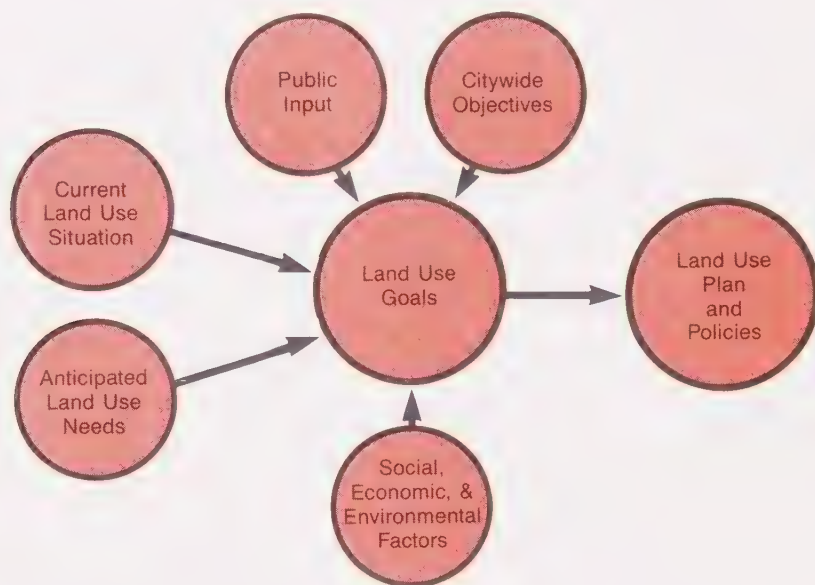 Public
Input
Citywide
Objectives
Current
Land Use
Situation
Land Use
Goals
Land Use
Plan
and
Policies
Anticipated
Land Use
Needs
Social,
Economic, &
Environmental
Factors